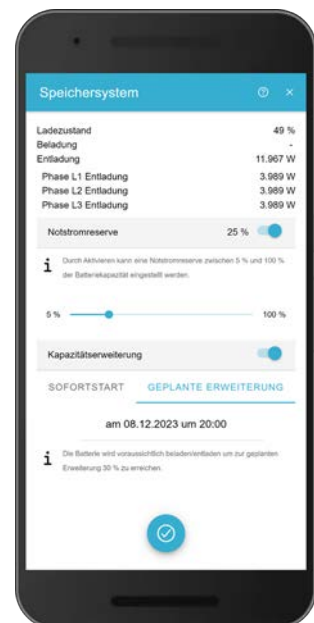 Speichersystem
Ladezustand 49 %
Beladung -
Entladung 11.967 W
Phase L1 Entladung 3.989 W
Phase L2 Entladung 3.989 W
Phase L3 Entladung 3.989 W
Notstromreserve 25 %
i Durch Aktivieren kann eine Notstromreserve zwischen 5 % und 100 %
der Batteriekapazität eingestellt werden.
5 % 100 %
Kapazitätserweiterung
SOFORTSTART GEPLANTE ERWEITERUNG
am 08.12.2023 um 20:00
i Die Batterie wird voraussichtlich beladen/entladen um zur geplanten
Erweiterung 30 % zu erreichen.